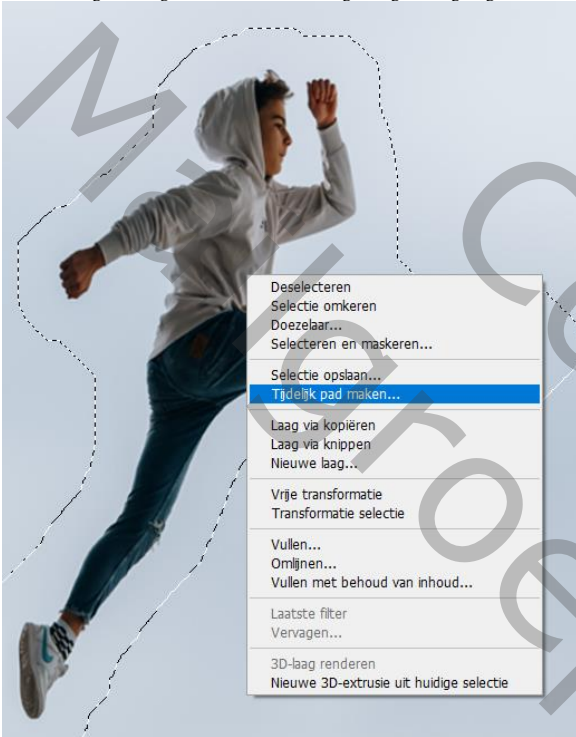 Deselecteren
Selectie omkeren
Doezelaar...
Selecteren en maskeren...
Selectie opslaan...
Tijdelijk pad maken...
Laag via kopiëren
Laag via knippen
Nieuwe laag...
Vrije transformatie
Transformatie selectie
Vullen...
Omlijnen...
Vullen met behoud van inhoud...
Laatste filter
Vervagen...
3D-laag renderen
Nieuwe 3D-extrusie uit huidige selectie